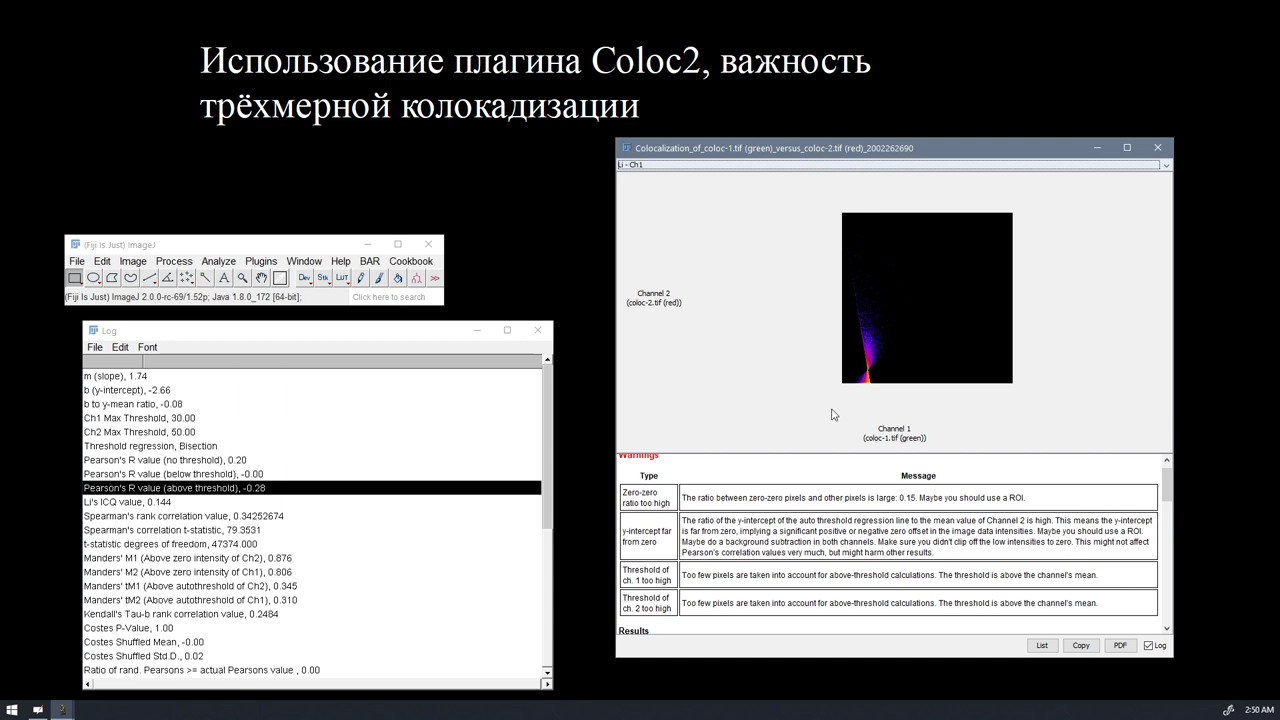 Использование плагина Coloc2, важность
трёхмерной колокадизации
Colocalization_of_coloc-1.tif (green)_versus_coloc-2.tif (red)_2002262690
Li - Ch1
Channel 2
(coloc-2.tif (red))
Channel 1
(coloc-1.tif (green))
(Fiji Is Just) ImageJ
File Edit Image Process Analyze Plugins Window Help BAR Cookbook
Dev Stk LUT
(Fiji Is Just) ImageJ 2.0.0-rc-69/1.52p; Java 1.8.0_172 [64-bit]; Click here to search
Log
File Edit Font
m (slope), 1.74
b (y-intercept), -2.66
b to y-mean ratio, -0.08
Ch1 Max Threshold, 30.00
Ch2 Max Threshold, 50.00
Threshold regression, Bisection
Pearson's R value (no threshold), 0.20
Pearson's R value (below threshold), -0.00
Pearson's R value (above threshold), -0.28
Li's ICQ value, 0.144
Spearman's rank correlation value, 0.34252674
Spearman's correlation t-statistic, 79.3531
t-statistic degrees of freedom, 47374.000
Manders' M1 (Above zero intensity of Ch2), 0.876
Manders' M2 (Above zero intensity of Ch1), 0.806
Manders' tM1 (Above autothreshold of Ch2), 0.345
Manders' tM2 (Above autothreshold of Ch1), 0.310
Kendall's Tau-b rank correlation value, 0.2484
Costes P-Value, 1.00
Costes Shuffled Mean, -0.00
Costes Shuffled Std.D., 0.02
Ratio of rand. Pearsons >= actual Pearsons value , 0.00
Warnings
Type Message
Zero-zero
ratio too high
The ratio between zero-zero pixels and other pixels is large: 0.15. Maybe you should use a ROI.
y-intercept far
from zero
The ratio of the y-intercept of the auto threshold regression line to the mean value of Channel 2 is high. This means the y-intercept
is far from zero, implying a significant positive or negative zero offset in the image data intensities. Maybe you should use a ROI.
Maybe do a background subtraction in both channels. Make sure you didn't clip off the low intensities to zero. This might not affect
Pearson's correlation values very much, but might harm other results.
Threshold of
ch. 1 too high
Too few pixels are taken into account for above-threshold calculations. The threshold is above the channel's mean.
Threshold of
ch. 2 too high
Too few pixels are taken into account for above-threshold calculations. The threshold is above the channel's mean.
Results
List Copy PDF Log
2:50 AM